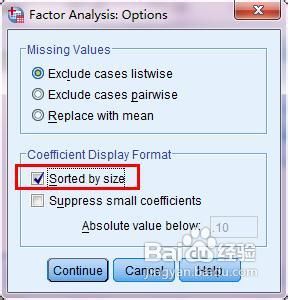 Factor Analysis: Options
Missing Values
Exclude cases listwise
Exclude cases pairwise
Replace with mean
Coefficient Display Format
Sorted by size
Suppress small coefficients
Absolute value below: .10
Continue Cancel Help
Baidu 经验
jingyan.baidu.com